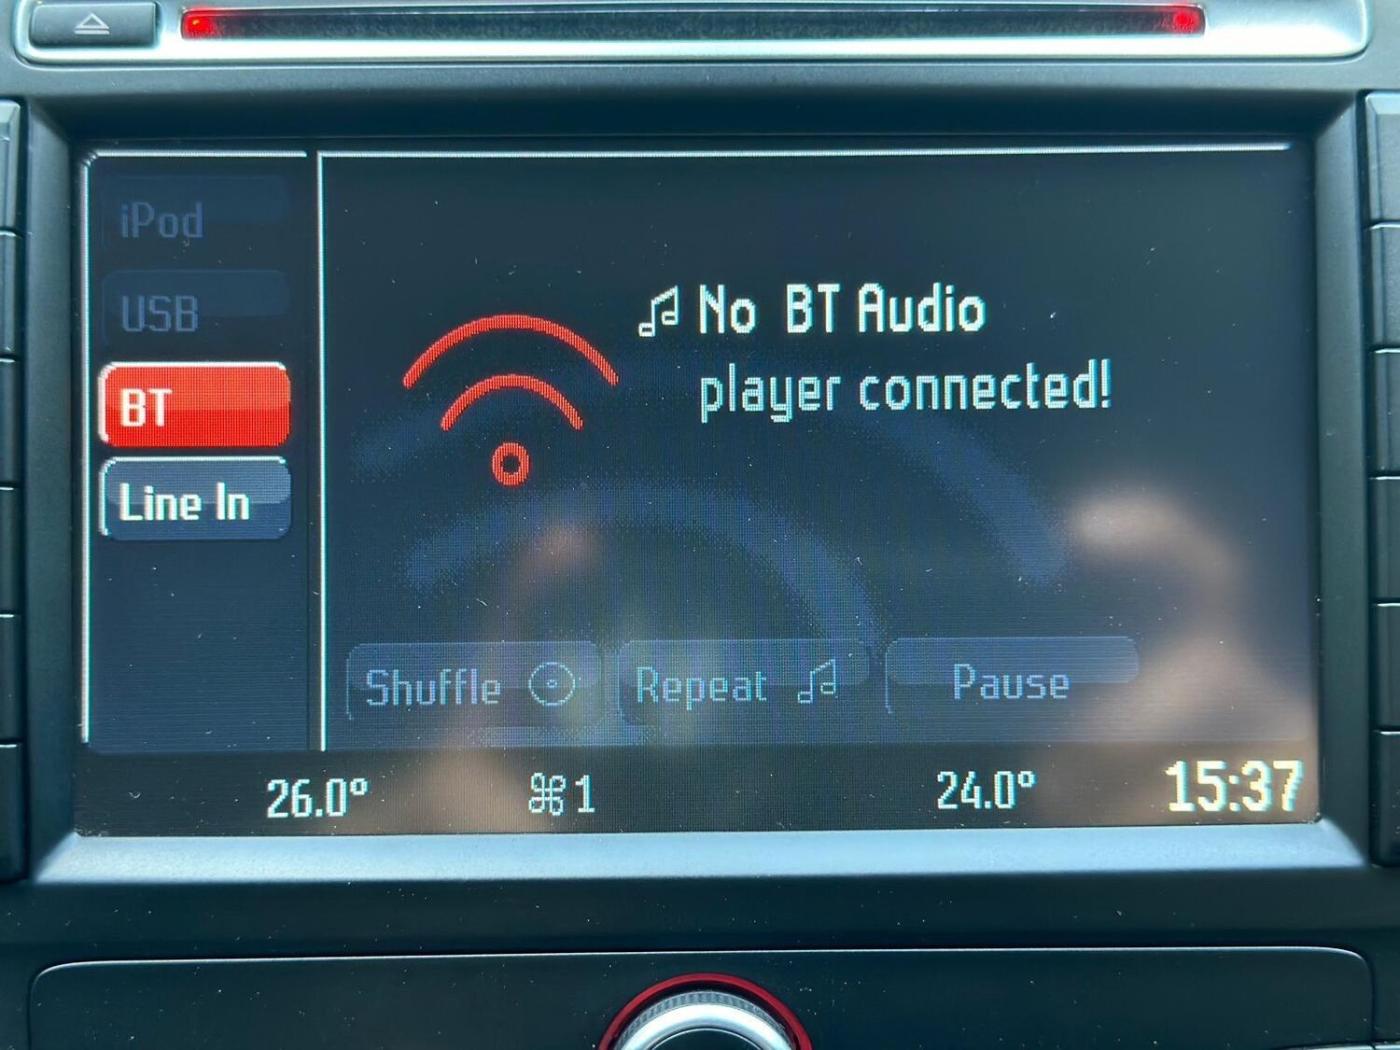 iPod
USB
BT
Line In
No BT Audio
player connected!
Shuffle
Repeat
Pause
26.0°
⌘1
24.0°
15:37